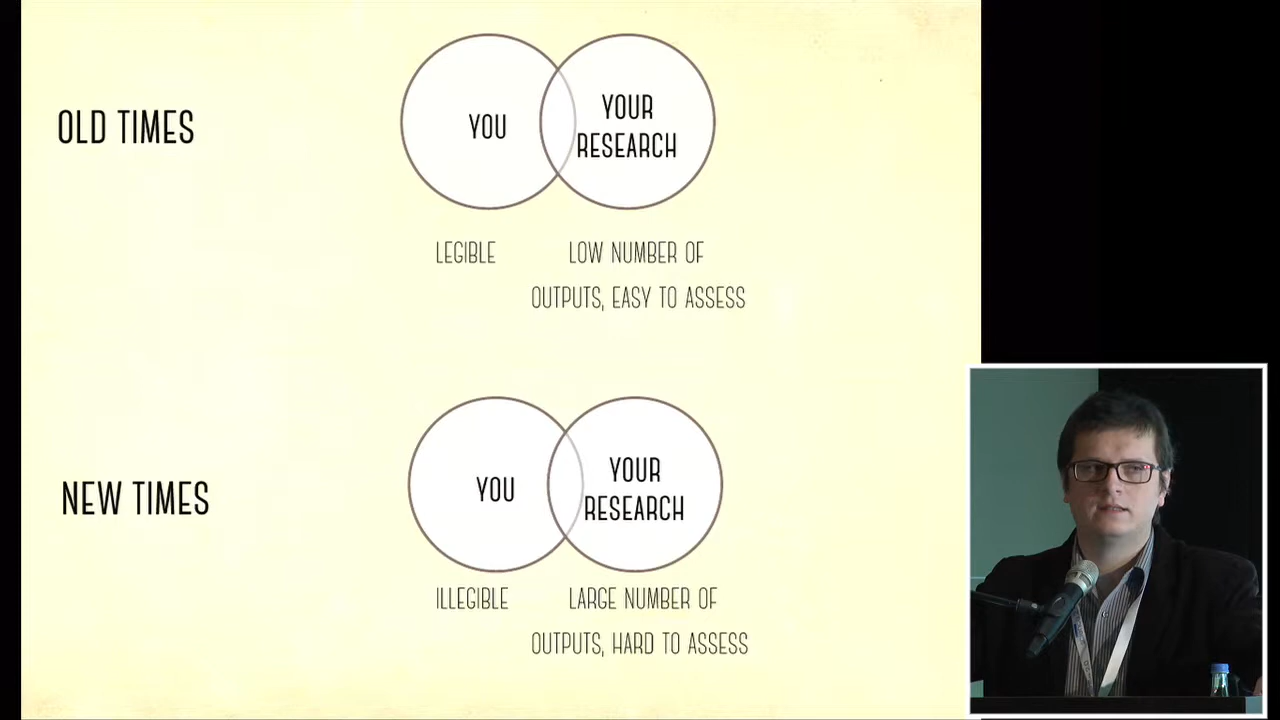 OLD TIMES
YOU
YOUR
RESEARCH
LEGIBLE
LOW NUMBER OF
OUTPUTS, EASY TO ASSESS
NEW TIMES
YOU
YOUR
RESEARCH
ILLEGIBLE
LARGE NUMBER OF
OUTPUTS, HARD TO ASSESS